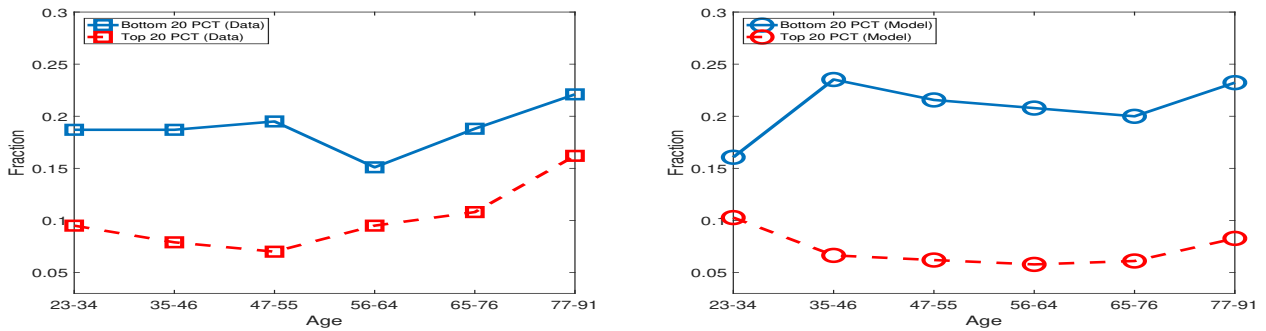 0.3
0.25
0.2
0.15
0.1
0.05
Fraction
Bottom 20 PCT (Data)
Top 20 PCT (Data)
23-34 35-46 47-55 56-64 65-76 77-91
Age
0.3
0.25
0.2
0.15
0.1
0.05
Fraction
Bottom 20 PCT (Model)
Top 20 PCT (Model)
23-34 35-46 47-55 56-64 65-76 77-91
Age